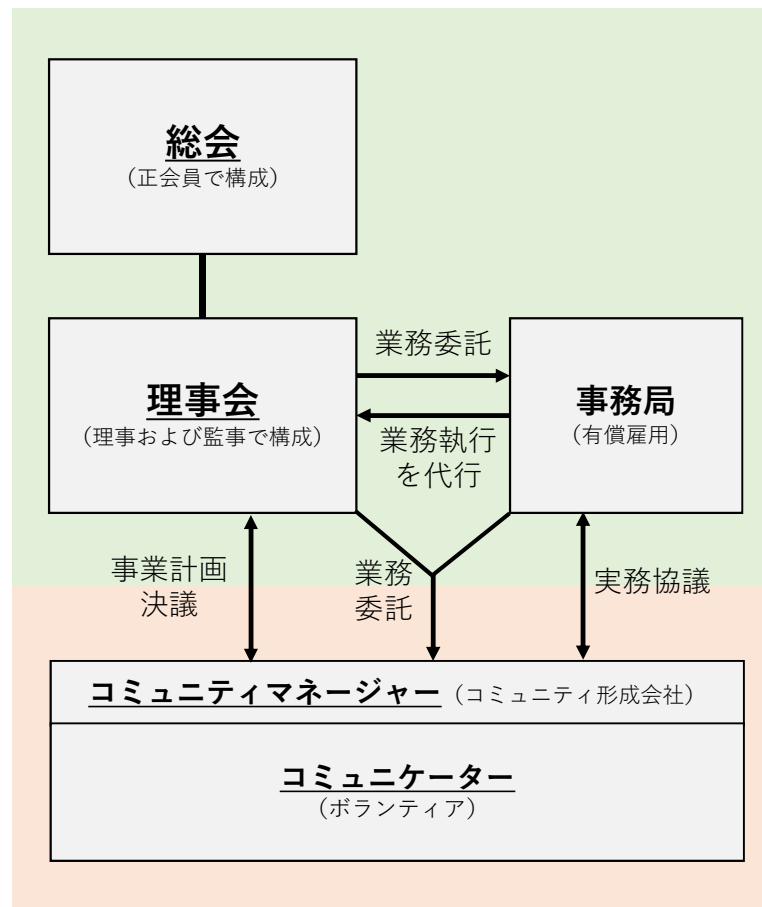 総会
（正会員で構成）
業務委託
理事会
（理事および監事で構成）
事務局
（有償雇用）
業務執行
を代行
事業計画
決議
業務
委託
実務協議
コミュニティマネージャー（コミュニティ形成会社）
コミュニケーター
（ボランティア）